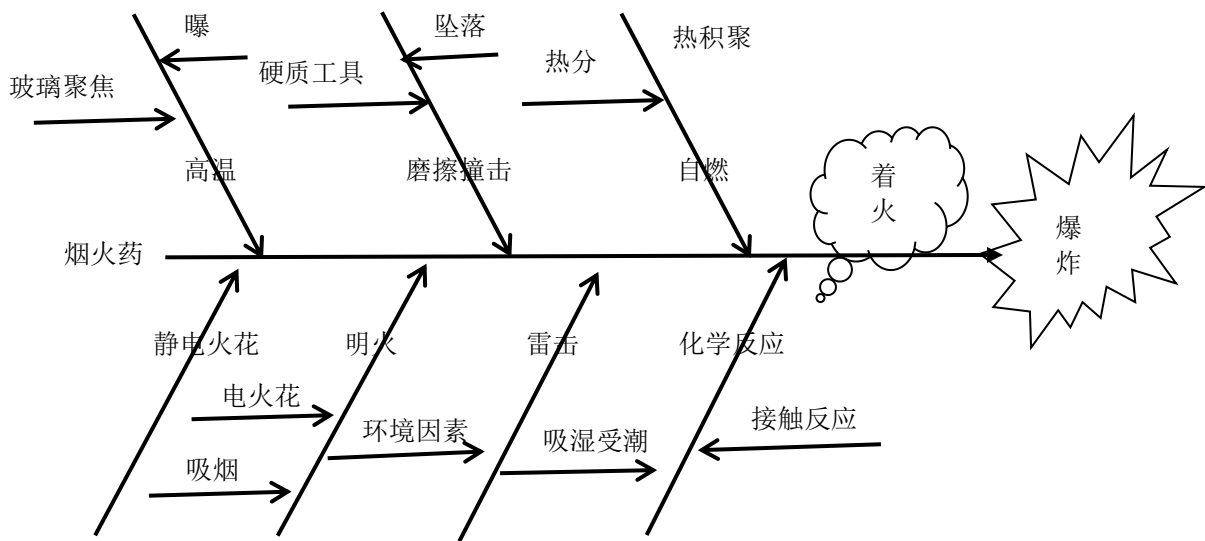 曝
坠落
热积聚
玻璃聚焦
硬质工具
热分
高温
磨擦撞击
自燃
着
火
烟火药
爆
炸
静电火花
明火
雷击
化学反应
电火花
环境因素
吸湿受潮
接触反应
吸烟